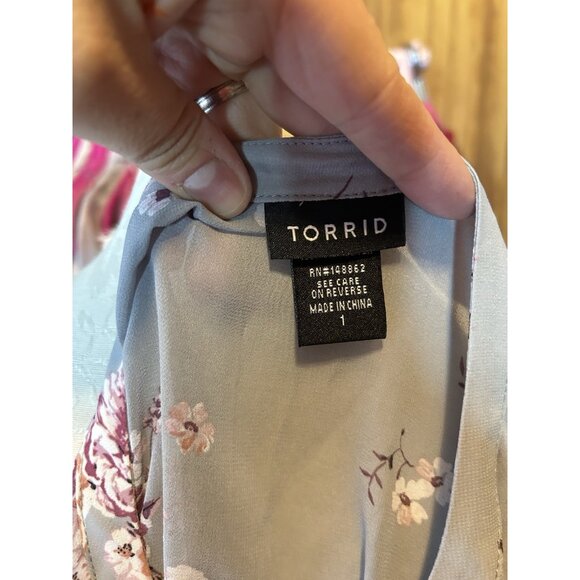 TORRID
RN#148862
SEE CARE
ON REVERSE
MADE IN CHINA
1